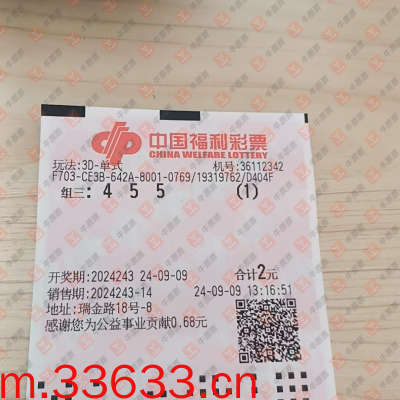 中国福利彩票
CHINA WELFARE LOTTERY
玩法:3D-单式 机号:36112342
F703-CE3B-642A-8001-0769/19319762/D404F
组三: 4 5 5 (1)
开奖期:2024243 24-09-09 合计2元
销售期:2024243-14 24-09-09 13:16:51
地址:瑞金路18号-8
感谢您为公益事业贡献0.68元
m.33633.cn